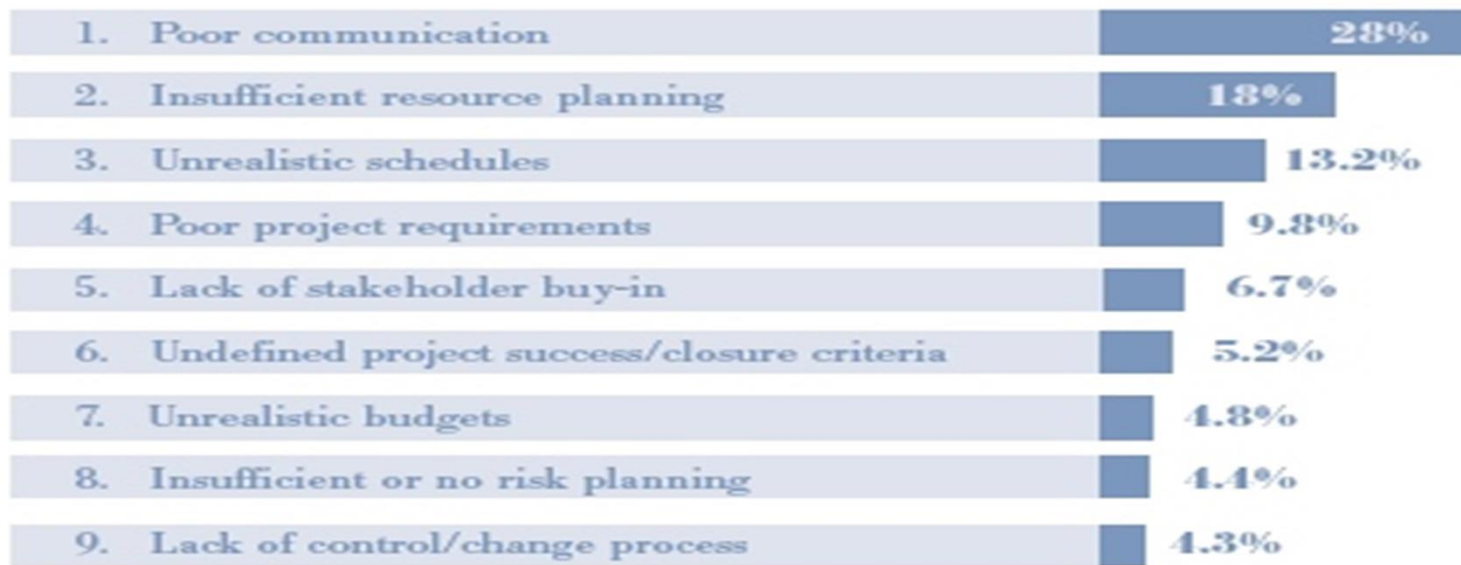 1. Poor communication 28%
2. Insufficient resource planning 18%
3. Unrealistic schedules 13.2%
4. Poor project requirements 9.8%
5. Lack of stakeholder buy-in 6.7%
6. Undefined project success/closure criteria 5.2%
7. Unrealistic budgets 4.8%
8. Insufficient or no risk planning 4.4%
9. Lack of control/change process 4.3%